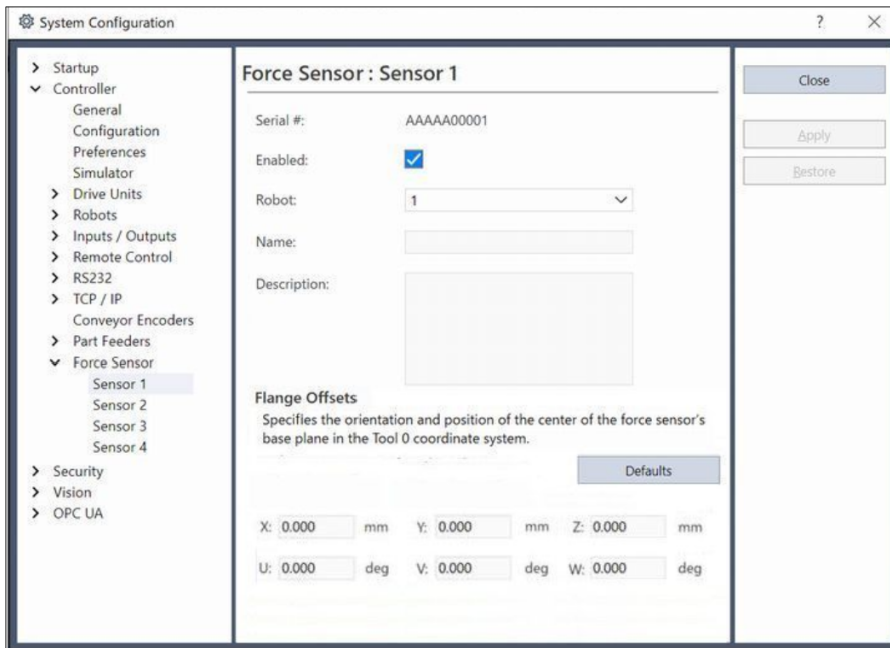 System Configuration
?
Startup
Controller
General
Configuration
Preferences
Simulator
Drive Units
Robots
Inputs / Outputs
Remote Control
RS232
TCP / IP
Conveyor Encoders
Part Feeders
Force Sensor
Sensor 1
Sensor 2
Sensor 3
Sensor 4
Security
Vision
OPC UA
Force Sensor : Sensor 1
Serial #: AAAAA00001
Enabled:
Robot: 1
Name:
Description:
Flange Offsets
Specifies the orientation and position of the center of the force sensor's
base plane in the Tool 0 coordinate system.
Defaults
X: 0.000 mm Y: 0.000 mm Z: 0.000 mm
U: 0.000 deg V: 0.000 deg W: 0.000 deg
Close
Apply
Restore